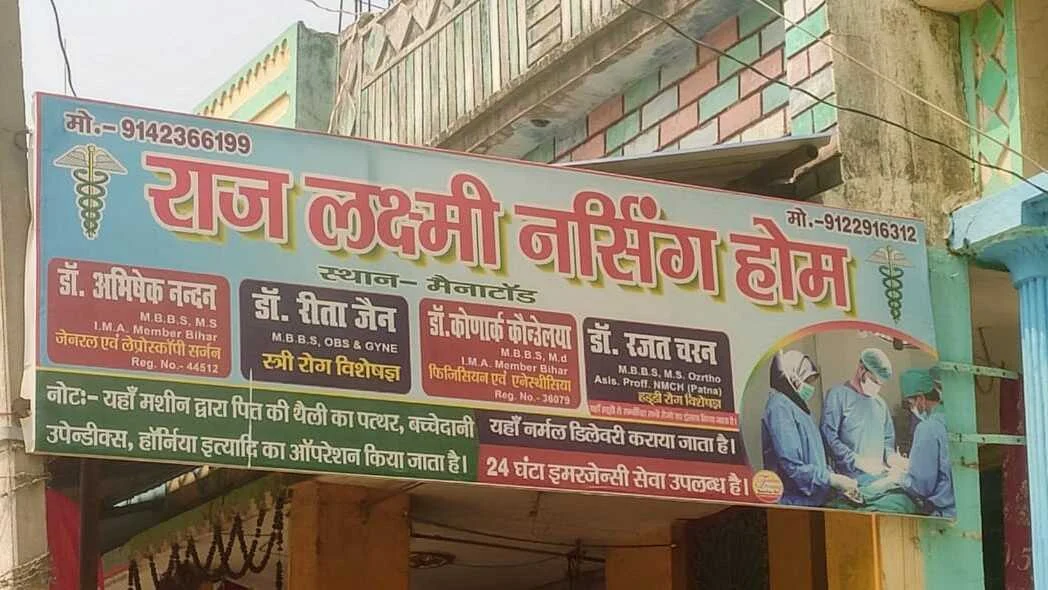 मो.- 9142366199
राज लक्ष्मी नर्सिंग होम
मो.-9122916312
स्थान- मैनाटॉड
डॉ. अभिषेक नन्दन
M.B.B.S, M.S
I.M.A. Member Bihar
जेनरल एवं लेप्रोस्कॉपी सर्जन
Reg. No.- 44512
डॉ. रीता जैन
M.B.B.S, OBS & GYNE
स्त्री रोग विशेषज्ञ
डॉ. कोणार्क कौन्डेलया
M.B.B.S, M.d
I.M.A. Member Bihar
फिजिसियन एवं एनेस्थीसिया
Reg. No.- 36079
डॉ. रजत चरन
M.B.B.S, M.S. Ozrtho
Asis. Proff. NMCH (Patna)
हड्डी रोग विशेषज्ञ
नोटः- यहाँ मशीन द्वारा पित की थैली का पत्थर, बच्चेदानी
उपेन्डीक्स, हॉर्निया इत्यादि का ऑपरेशन किया जाता है।
यहाँ नर्मल डिलेवरी कराया जाता है।
24 घंटा इमरजेन्सी सेवा उपलब्ध है।